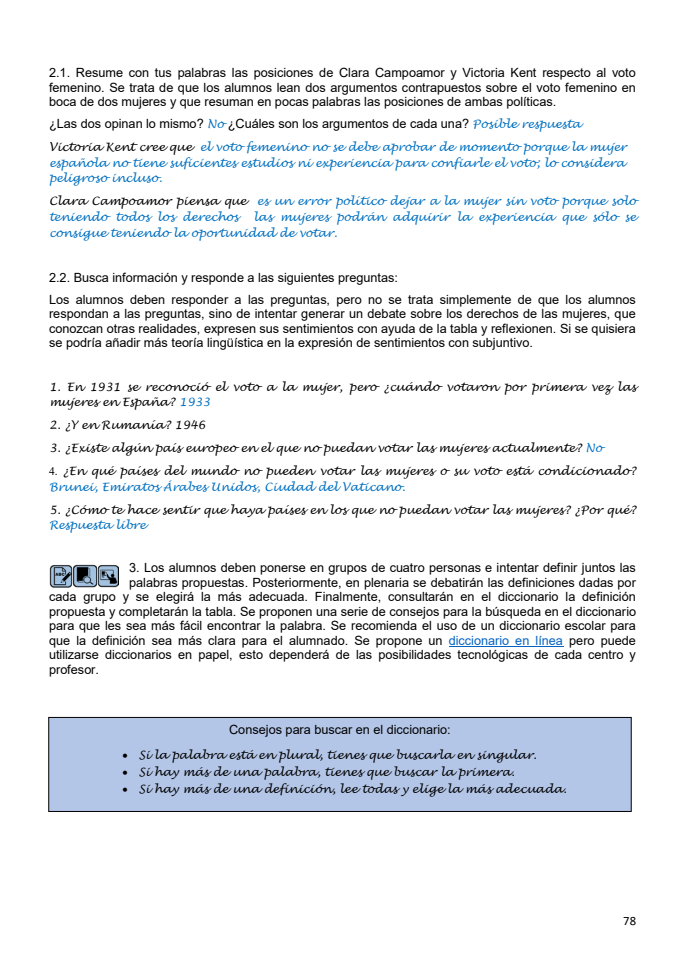 2.1. Resume con tus palabras las posiciones de Clara Campoamor y Victoria Kent respecto al voto
femenino. Se trata de que los alumnos lean dos argumentos contrapuestos sobre el voto femenino en
boca de dos mujeres y que resuman en pocas palabras las posiciones de ambas políticas.
¿Las dos opinan lo mismo? No ¿Cuáles son los argumentos de cada una? Posible respuesta
Victoria Kent cree que el voto femenino no se debe aprobar de momento porque la mujer
española no tiene suficientes estudios ni experiencia para confiarle el voto; lo considera
peligroso incluso.
Clara Campoamor piensa que es un error político dejar a la mujer sin voto porque solo
teniendo todos los derechos las mujeres podrán adquirir la experiencia que sólo se
consigue teniendo la oportunidad de votar.
2.2. Busca información y responde a las siguientes preguntas:
Los alumnos deben responder a las preguntas, pero no se trata simplemente de que los alumnos
respondan a las preguntas, sino de intentar generar un debate sobre los derechos de las mujeres, que
conozcan otras realidades, expresen sus sentimientos con ayuda de la tabla y reflexionen. Si se quisiera
se podría añadir más teoría lingüística en la expresión de sentimientos con subjuntivo.
1. En 1931 se reconoció el voto a la mujer, pero ¿cuándo votaron por primera vez las
mujeres en España? 1933
2. ¿Y en Rumanía? 1946
3. ¿Existe algún país europeo en el que no puedan votar las mujeres actualmente? No
4. ¿En qué países del mundo no pueden votar las mujeres o su voto está condicionado?
Brunei, Emiratos Árabes Unidos, Ciudad del Vaticano.
5. ¿Cómo te hace sentir que haya países en los que no puedan votar las mujeres? ¿Por qué?
Respuesta libre
3. Los alumnos deben ponerse en grupos de cuatro personas e intentar definir juntos las
palabras propuestas. Posteriormente, en plenaria se debatirán las definiciones dadas por
cada grupo y se elegirá la más adecuada. Finalmente, consultarán en el diccionario la definición
propuesta y completarán la tabla. Se proponen una serie de consejos para la búsqueda en el diccionario
para que les sea más fácil encontrar la palabra. Se recomienda el uso de un diccionario escolar para
que la definición sea más clara para el alumnado. Se propone un diccionario en línea pero puede
utilizarse diccionarios en papel, esto dependerá de las posibilidades tecnológicas de cada centro y
profesor.
Consejos para buscar en el diccionario:
• Si la palabra está en plural, tienes que buscarla en singular.
• Si hay más de una palabra, tienes que buscar la primera.
• Si hay más de una definición, lee todas y elige la más adecuada.
78